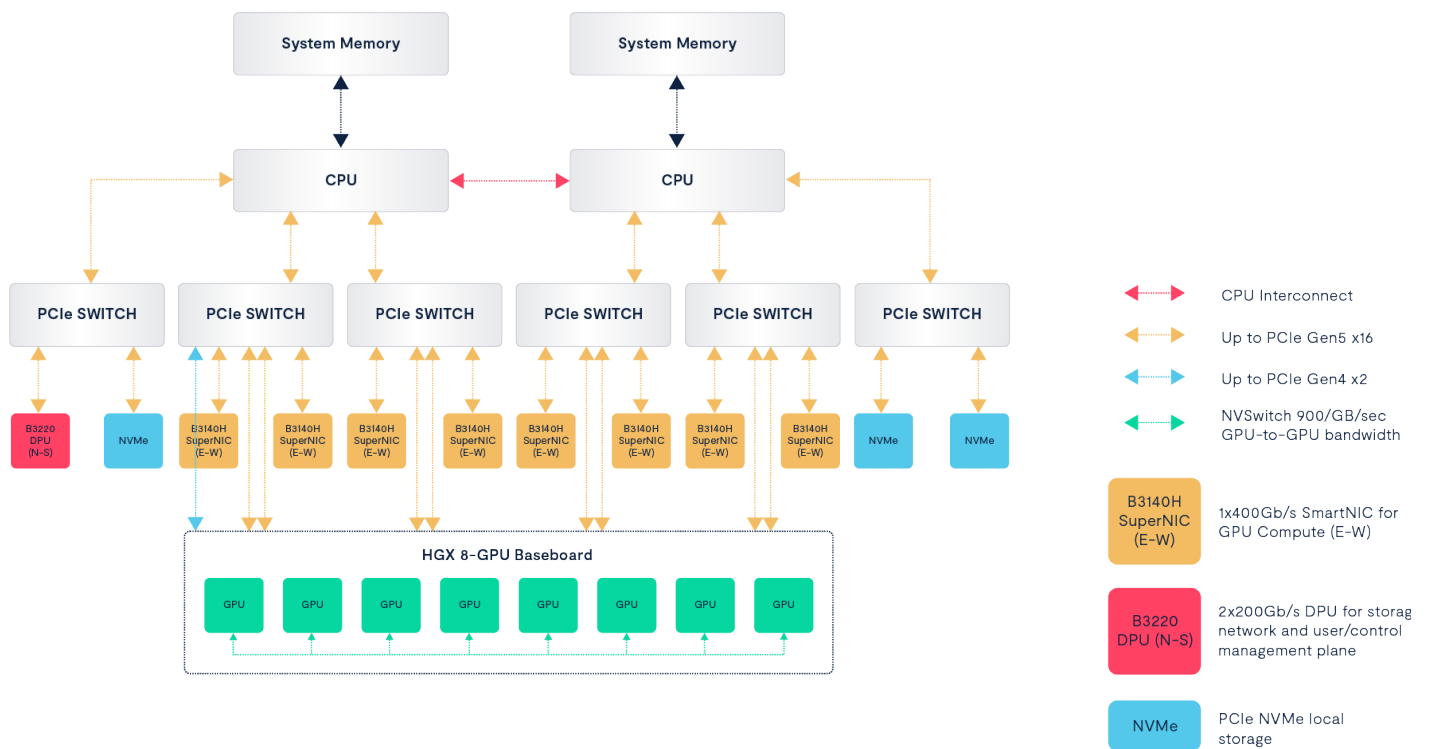 System Memory
System Memory
CPU
CPU
PCIe SWITCH
PCIe SWITCH
PCIe SWITCH
PCIe SWITCH
PCIe SWITCH
PCIe SWITCH
B3220
DPU
(N-S)
NVMe
B3140H
SuperNIC
(E-W)
B3140H
SuperNIC
(E-W)
B3140H
SuperNIC
(E-W)
B3140H
SuperNIC
(E-W)
B3140H
SuperNIC
(E-W)
B3140H
SuperNIC
(E-W)
B3140H
SuperNIC
(E-W)
B3140H
SuperNIC
(E-W)
NVMe
NVMe
HGX 8-GPU Baseboard
GPU
GPU
GPU
GPU
GPU
GPU
GPU
GPU
CPU Interconnect
Up to PCIe Gen5 x16
Up to PCIe Gen4 x2
NVSwitch 900/GB/sec
GPU-to-GPU bandwidth
B3140H
SuperNIC
(E-W)
1x400Gb/s SmartNIC for
GPU Compute (E-W)
B3220
DPU (N-S)
2x200Gb/s DPU for storag
network and user/control
management plane
NVMe
PCIe NVMe local
storage